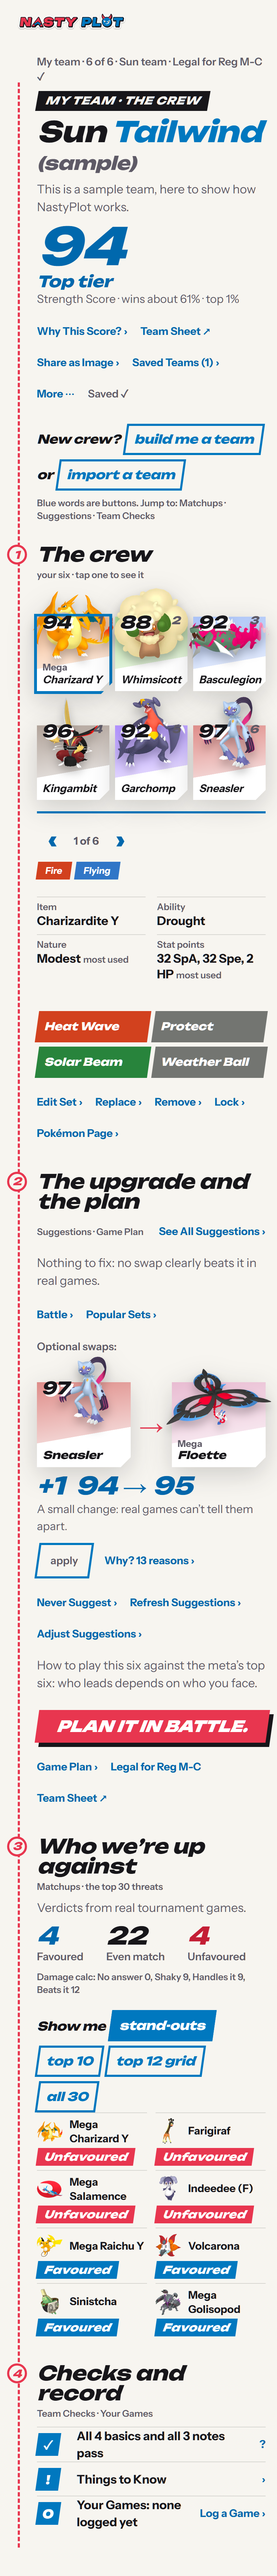 NASTY PLOT
My team · 6 of 6 · Sun team · Legal for Reg M-C
✓
MY TEAM · THE CREW
Sun Tailwind
(sample)
This is a sample team, here to show how
NastyPlot works.
94
Top tier
Strength Score · wins about 61% · top 1%
Why This Score? › Team Sheet ↗
Share as Image › Saved Teams (1) ›
More ··· Saved ✓
New crew? build me a team
or import a team
Blue words are buttons. Jump to: Matchups ·
Suggestions · Team Checks
1 The crew
your six · tap one to see it
94 88 2 92 3
Mega
Charizard Y Whimsicott Basculegion
96 4 92 97 6
Kingambit Garchomp Sneasler
‹ 1 of 6 ›
Fire Flying
Item Ability
Charizardite Y Drought
Nature Stat points
Modest most used 32 SpA, 32 Spe, 2
HP most used
Heat Wave Protect
Solar Beam Weather Ball
Edit Set › Replace › Remove › Lock ›
Pokémon Page ›
2 The upgrade and
the plan
Suggestions · Game Plan See All Suggestions ›
Nothing to fix: no swap clearly beats it in
real games.
Battle › Popular Sets ›
Optional swaps:
97
→
Mega
Sneasler Floette
+1 94 → 95
A small change: real games can't tell them
apart.
apply Why? 13 reasons ›
Never Suggest › Refresh Suggestions ›
Adjust Suggestions ›
How to play this six against the meta's top
six: who leads depends on who you face.
PLAN IT IN BATTLE.
Game Plan › Legal for Reg M-C
Team Sheet ↗
3 Who we're up
against
Matchups · the top 30 threats
Verdicts from real tournament games.
4 22 4
Favoured Even match Unfavoured
Damage calc: No answer 0, Shaky 9, Handles it 9,
Beats it 12
Show me stand-outs
top 10 top 12 grid
all 30
Mega
Charizard Y Farigiraf
Unfavoured Unfavoured
Mega
Salamence Indeedee (F)
Unfavoured Unfavoured
Mega Raichu Y Volcarona
Favoured Favoured
Sinistcha Mega
Golisopod
Favoured Favoured
4 Checks and
record
Team Checks · Your Games
✓ All 4 basics and all 3 notes
pass ?
! Things to Know ›
0 Your Games: none
logged yet Log a Game ›